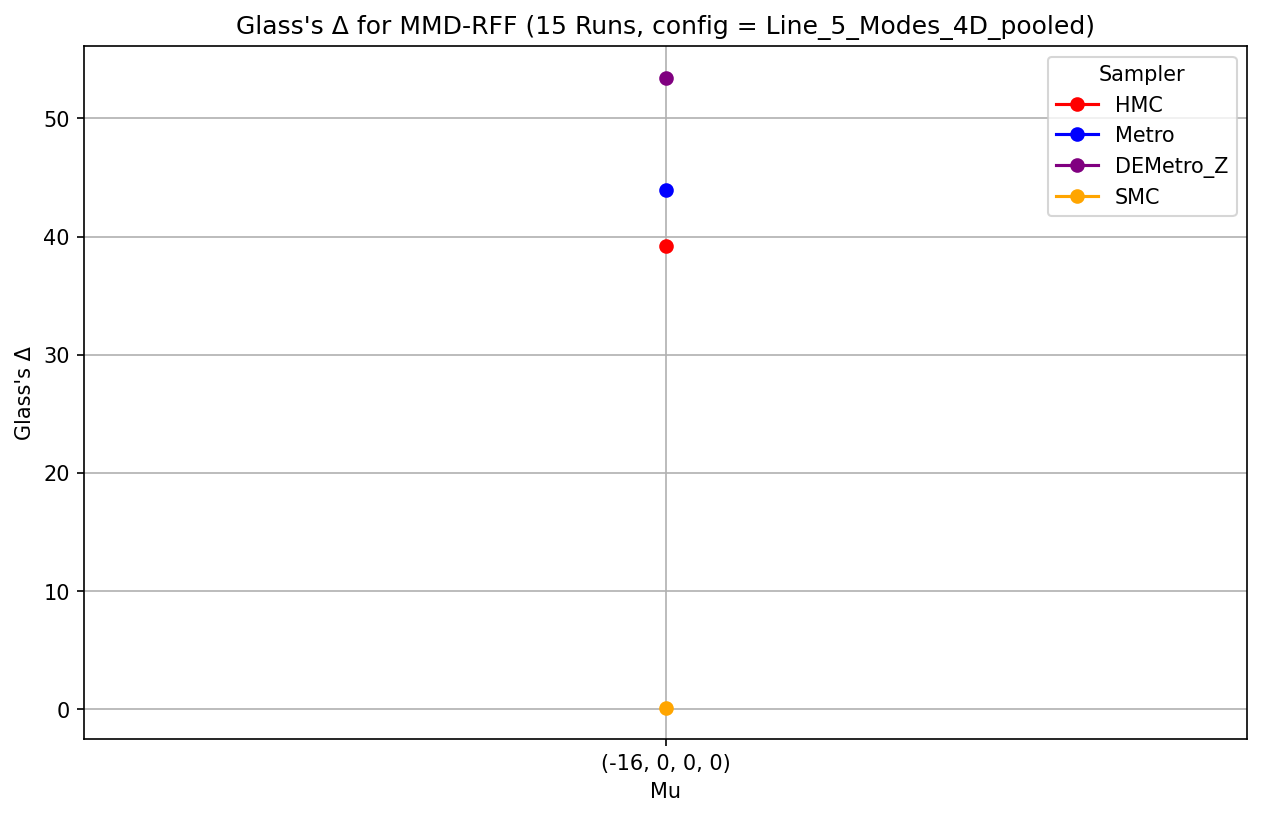 Glass's Δ for MMD-RFF (15 Runs, config = Line_5_Modes_4D_pooled)
Sampler
HMC
Metro
DEMetro_Z
SMC
50
40
30
20
10
0
Glass's Δ
(-16, 0, 0, 0)
Mu